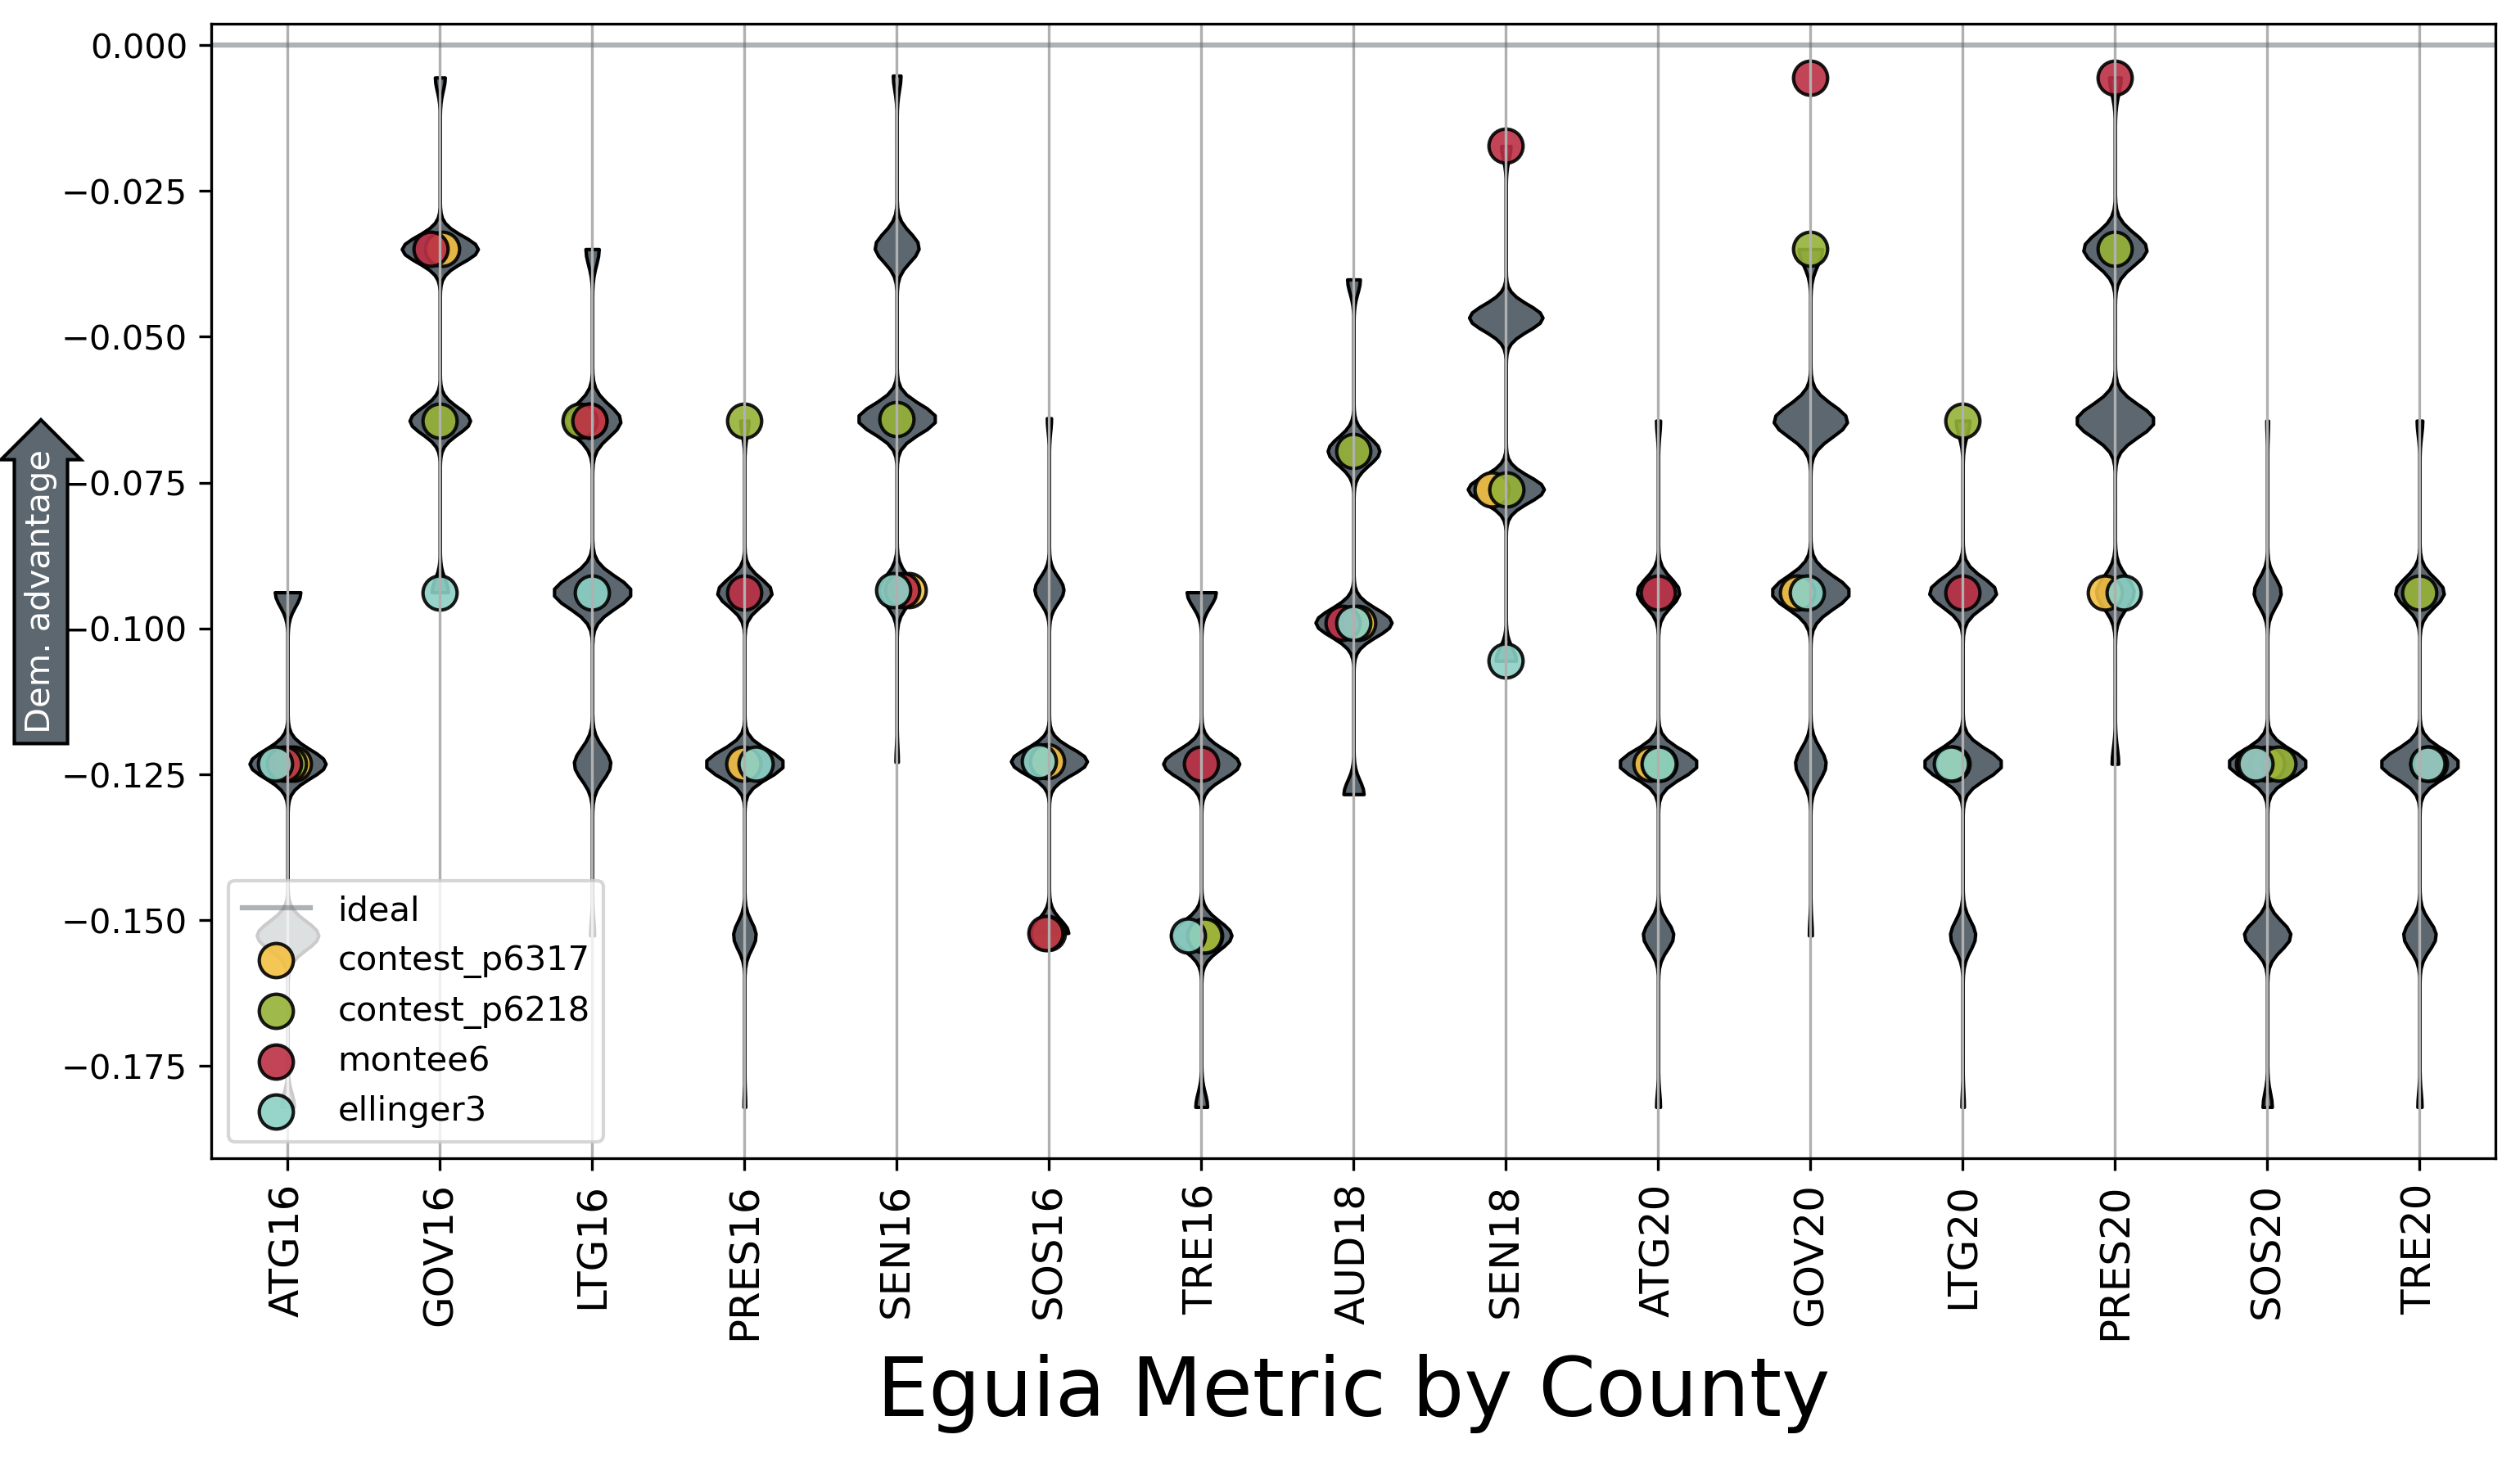 0.000
−0.025
−0.050
−0.075
−0.100
−0.125
−0.150
−0.175
Dem. advantage
ideal
contest_p6317
contest_p6218
montee6
ellinger3
ATG16
GOV16
LTG16
PRES16
SEN16
SOS16
TRE16
AUD18
SEN18
ATG20
GOV20
LTG20
PRES20
SOS20
TRE20
Eguia Metric by County